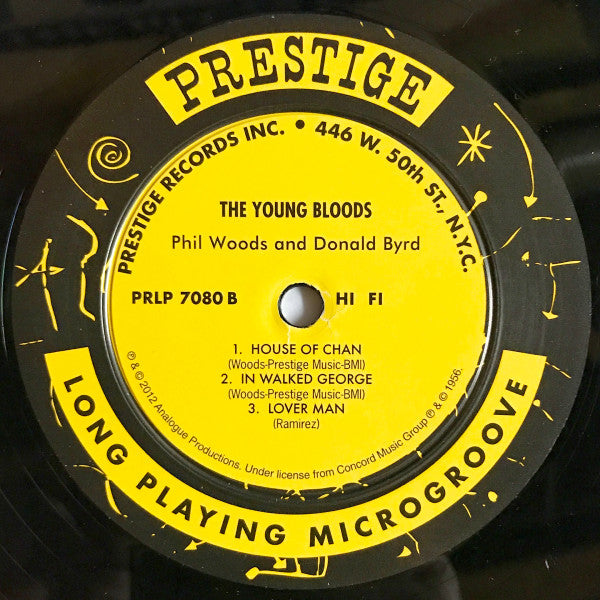 PRESTIGE
PRESTIGE RECORDS INC. • 446 W. 50th ST., N.Y.C.
THE YOUNG BLOODS
Phil Woods and Donald Byrd
PRLP 7080 B HI FI
1. HOUSE OF CHAN
(Woods-Prestige Music-BMI)
2. IN WALKED GEORGE
(Woods-Prestige Music-BMI)
3. LOVER MAN
(Ramirez)
℗ & © 2012 Analogue Productions. Under license from Concord Music Group ℗ & © 1956.
LONG PLAYING MICROGROOVE